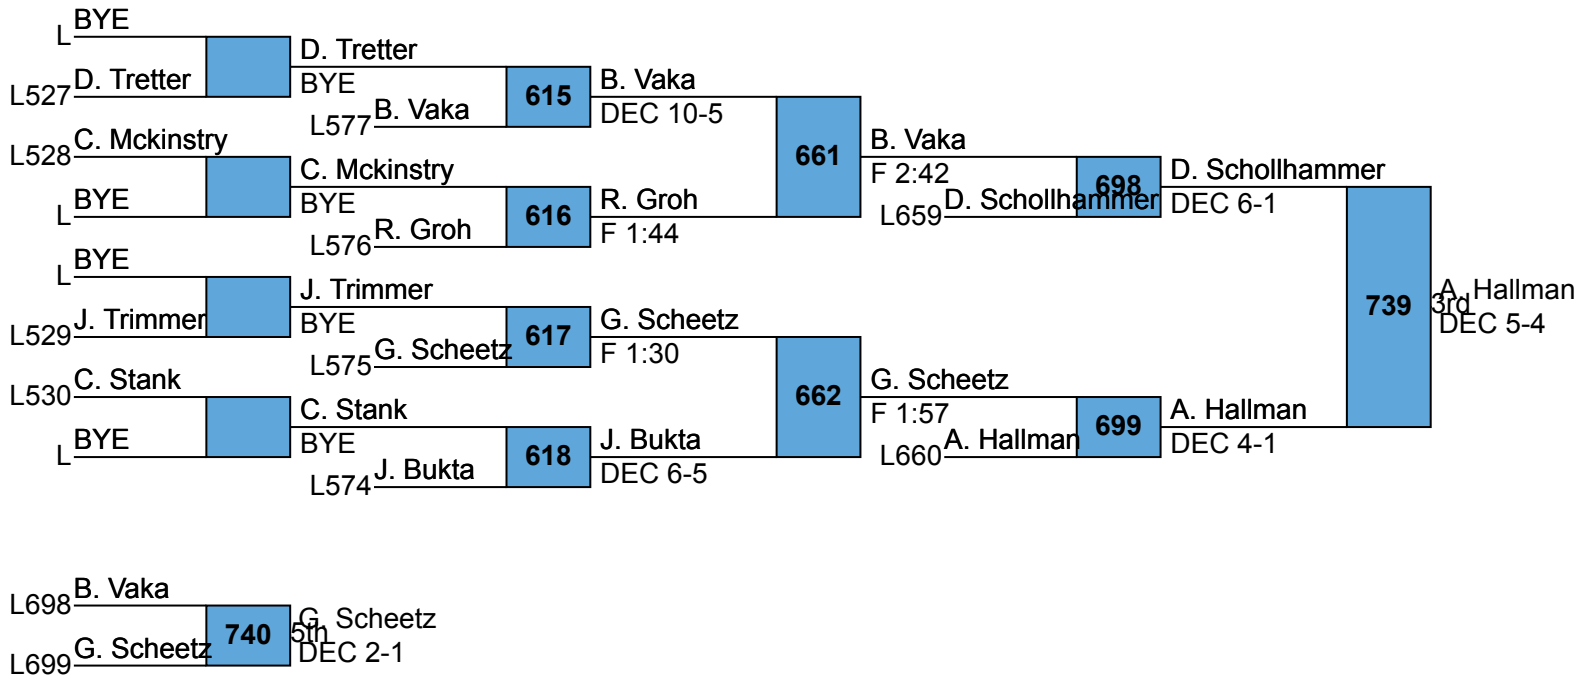 BYE
L
D. Tretter
L527
D. Tretter
BYE
B. Vaka
L577
615
B. Vaka
DEC 10-5
C. Mckinstry
L528
BYE
L
C. Mckinstry
BYE
R. Groh
L576
616
R. Groh
F 1:44
661
B. Vaka
F 2:42
D. Schollhammer
L659
698
D. Schollhammer
DEC 6-1
BYE
L
J. Trimmer
L529
J. Trimmer
BYE
G. Scheetz
L575
617
G. Scheetz
F 1:30
C. Stank
L530
BYE
L
C. Stank
BYE
J. Bukta
L574
618
J. Bukta
DEC 6-5
662
G. Scheetz
F 1:57
A. Hallman
L660
699
A. Hallman
DEC 4-1
739
A. Hallman
3rd
DEC 5-4
B. Vaka
L698
G. Scheetz
L699
740
G. Scheetz
5th
DEC 2-1